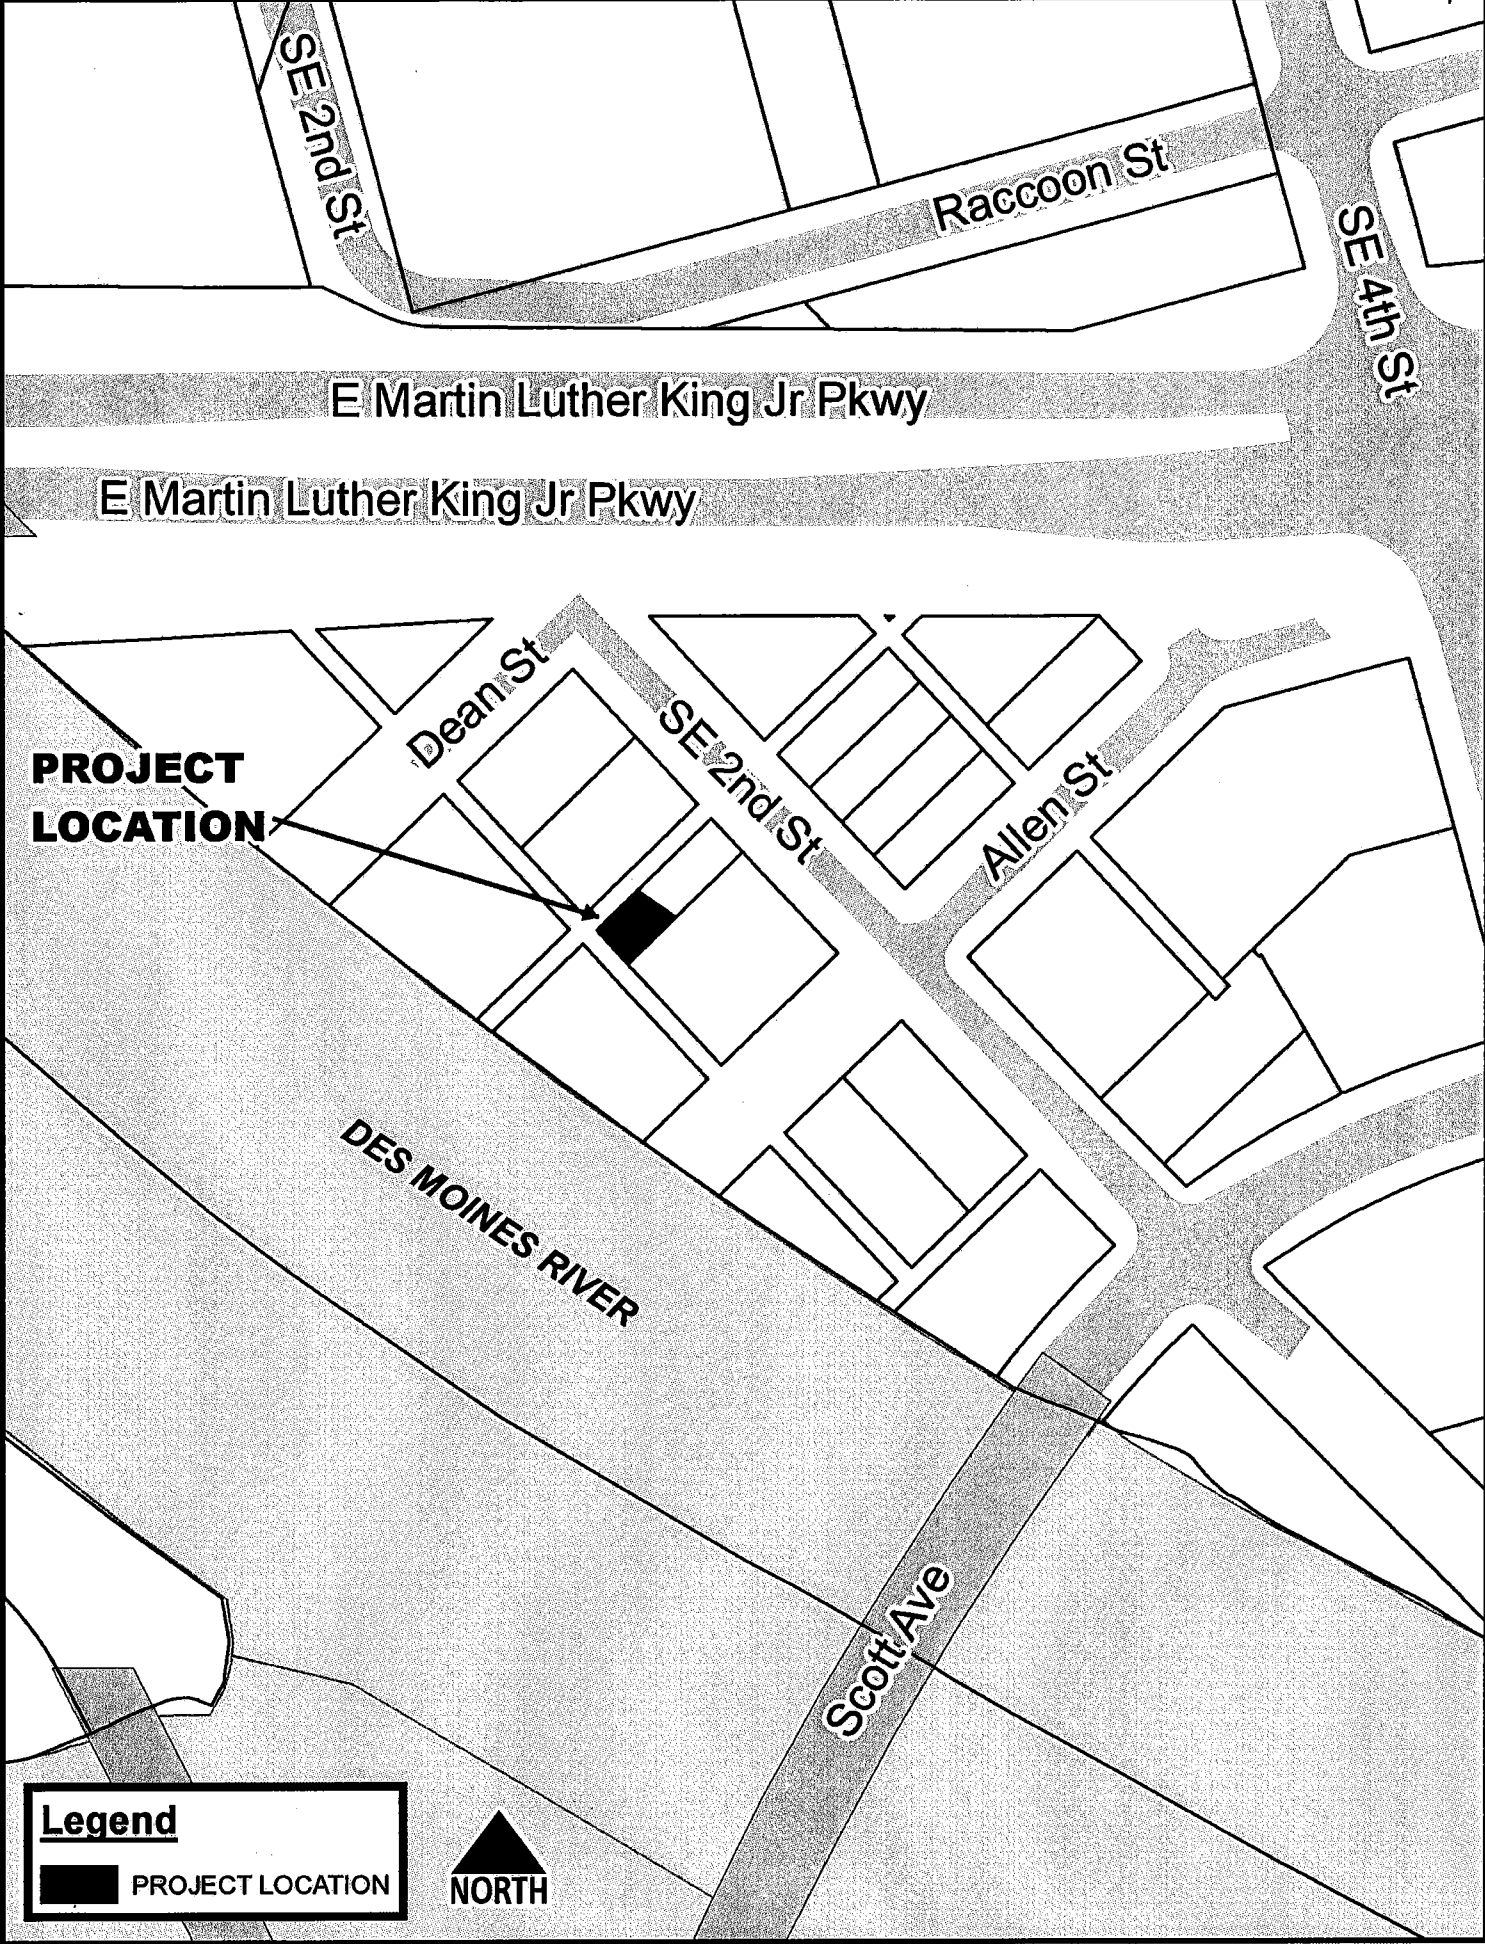 SE 2nd St
Raccoon St
SE 4th St
E Martin Luther King Jr Pkwy
E Martin Luther King Jr Pkwy
Dean St
SE 2nd St
Allen St
PROJECT
LOCATION
DES MOINES RIVER
Scott Ave
Legend
PROJECT LOCATION
NORTH